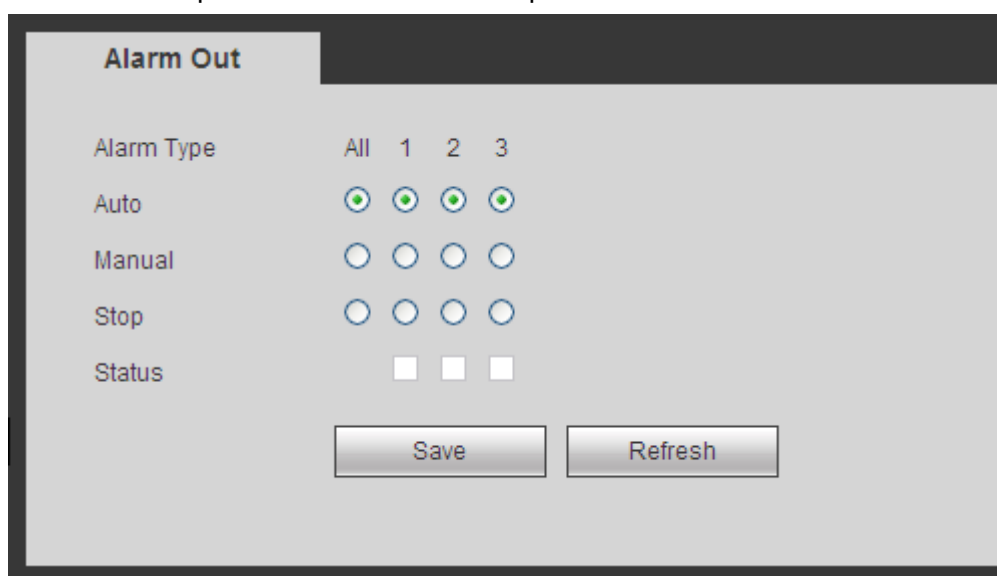 Alarm Out
Alarm Type All 1 2 3
Auto
Manual
Stop
Status
Save Refresh